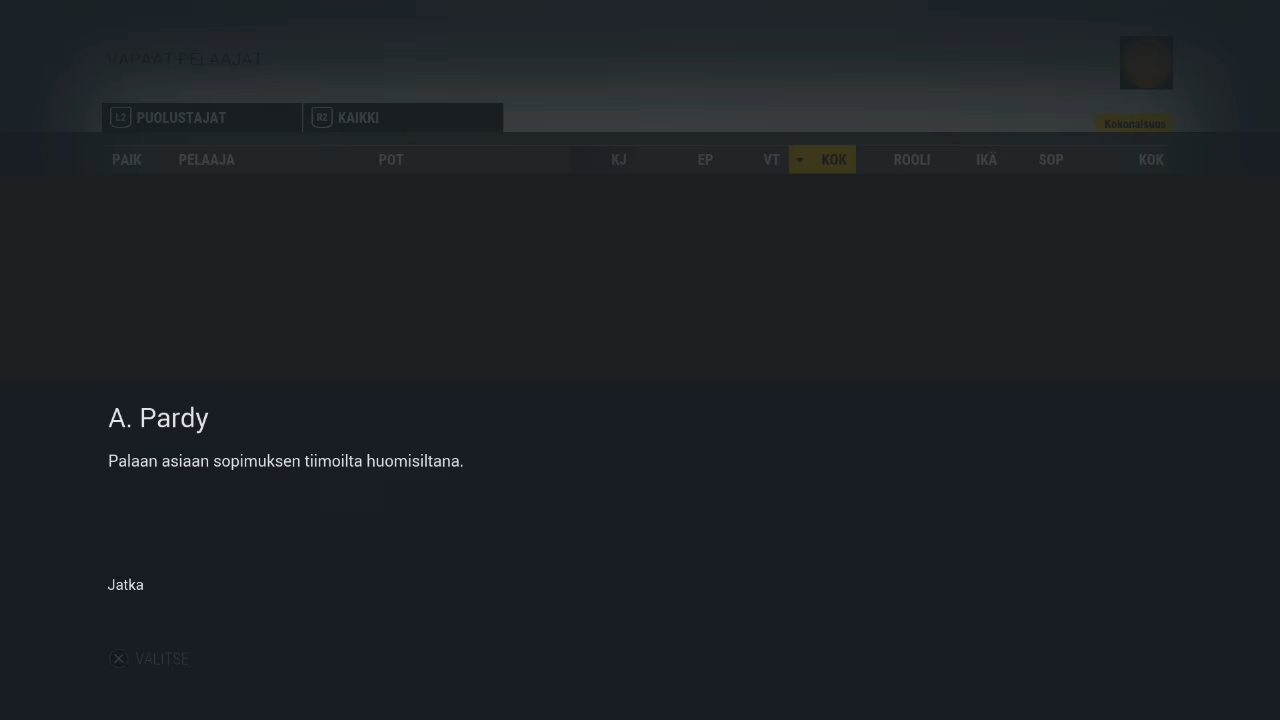 VAPAAT PELAAJAT
L2 PUOLUSTAJAT R2 KAIKKI
Kokonaisuus
PAIK PELAAJA POT KJ EP VT KOK ROOLI IKÄ SOP KOK
A. Pardy
Palaan asiaan sopimuksen tiimoilta huomisiltana.
Jatka
VALITSE